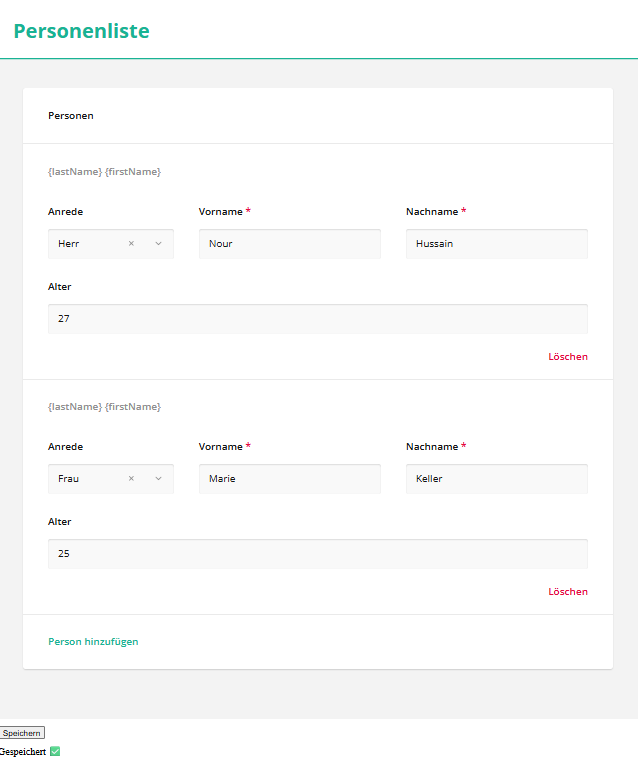 Personenliste
Personen
{lastName} {firstName}
Anrede Vorname * Nachname *
Herr × Nour Hussain
Alter
27
Löschen
{lastName} {firstName}
Anrede Vorname * Nachname *
Frau × Marie Keller
Alter
25
Löschen
Person hinzufügen
Speichern
Gespeichert ✅